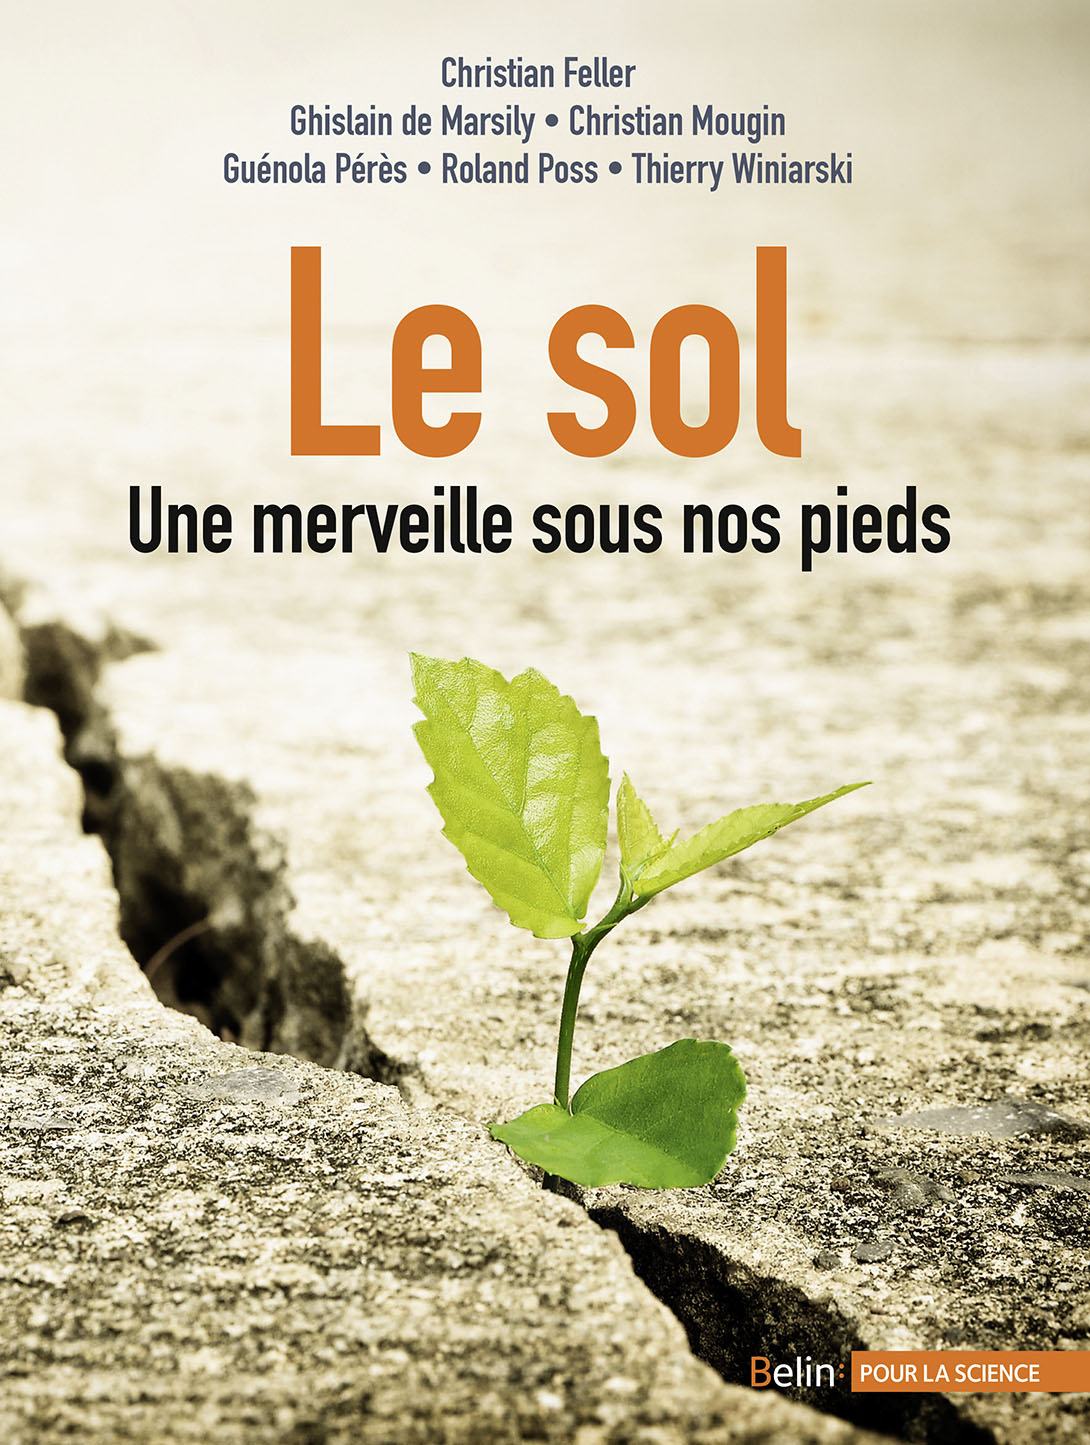 Christian Feller
Ghislain de Marsily • Christian Mougin
Guénola Pérès • Roland Poss • Thierry Winiarski
Le sol
Une merveille sous nos pieds
Belin: POUR LA SCIENCE